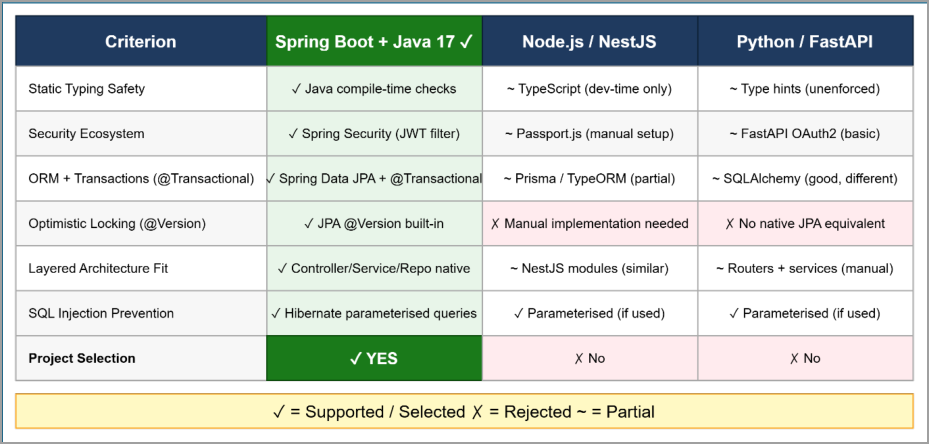 Criterion
Spring Boot + Java 17 ✓
Node.js / NestJS
Python / FastAPI
Static Typing Safety
✓ Java compile-time checks
~ TypeScript (dev-time only)
~ Type hints (unenforced)
Security Ecosystem
✓ Spring Security (JWT filter)
~ Passport.js (manual setup)
~ FastAPI OAuth2 (basic)
ORM + Transactions (@Transactional)
✓ Spring Data JPA + @Transactional
~ Prisma / TypeORM (partial)
~ SQLAlchemy (good, different)
Optimistic Locking (@Version)
✓ JPA @Version built-in
✗ Manual implementation needed
✗ No native JPA equivalent
Layered Architecture Fit
✓ Controller/Service/Repo native
~ NestJS modules (similar)
~ Routers + services (manual)
SQL Injection Prevention
✓ Hibernate parameterised queries
✓ Parameterised (if used)
✓ Parameterised (if used)
Project Selection
✓ YES
✗ No
✗ No
✓ = Supported / Selected ✗ = Rejected ~ = Partial